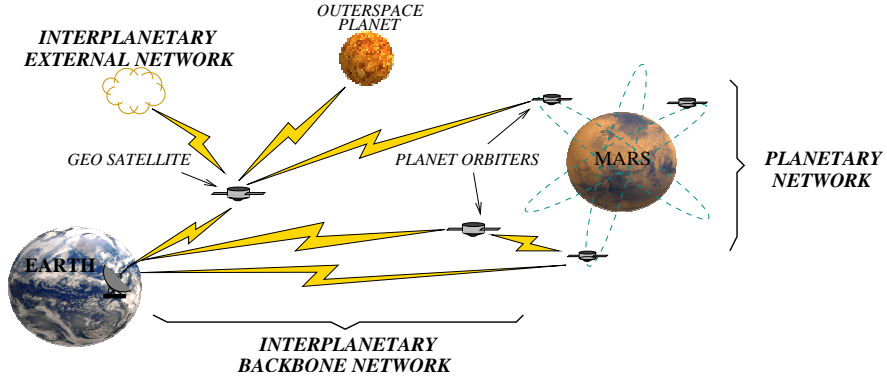 OUTERSPACE
PLANET
INTERPLANETARY
EXTERNAL NETWORK
GEO SATELLITE
PLANET ORBITERS
MARS
PLANETARY
NETWORK
EARTH
INTERPLANETARY
BACKBONE NETWORK